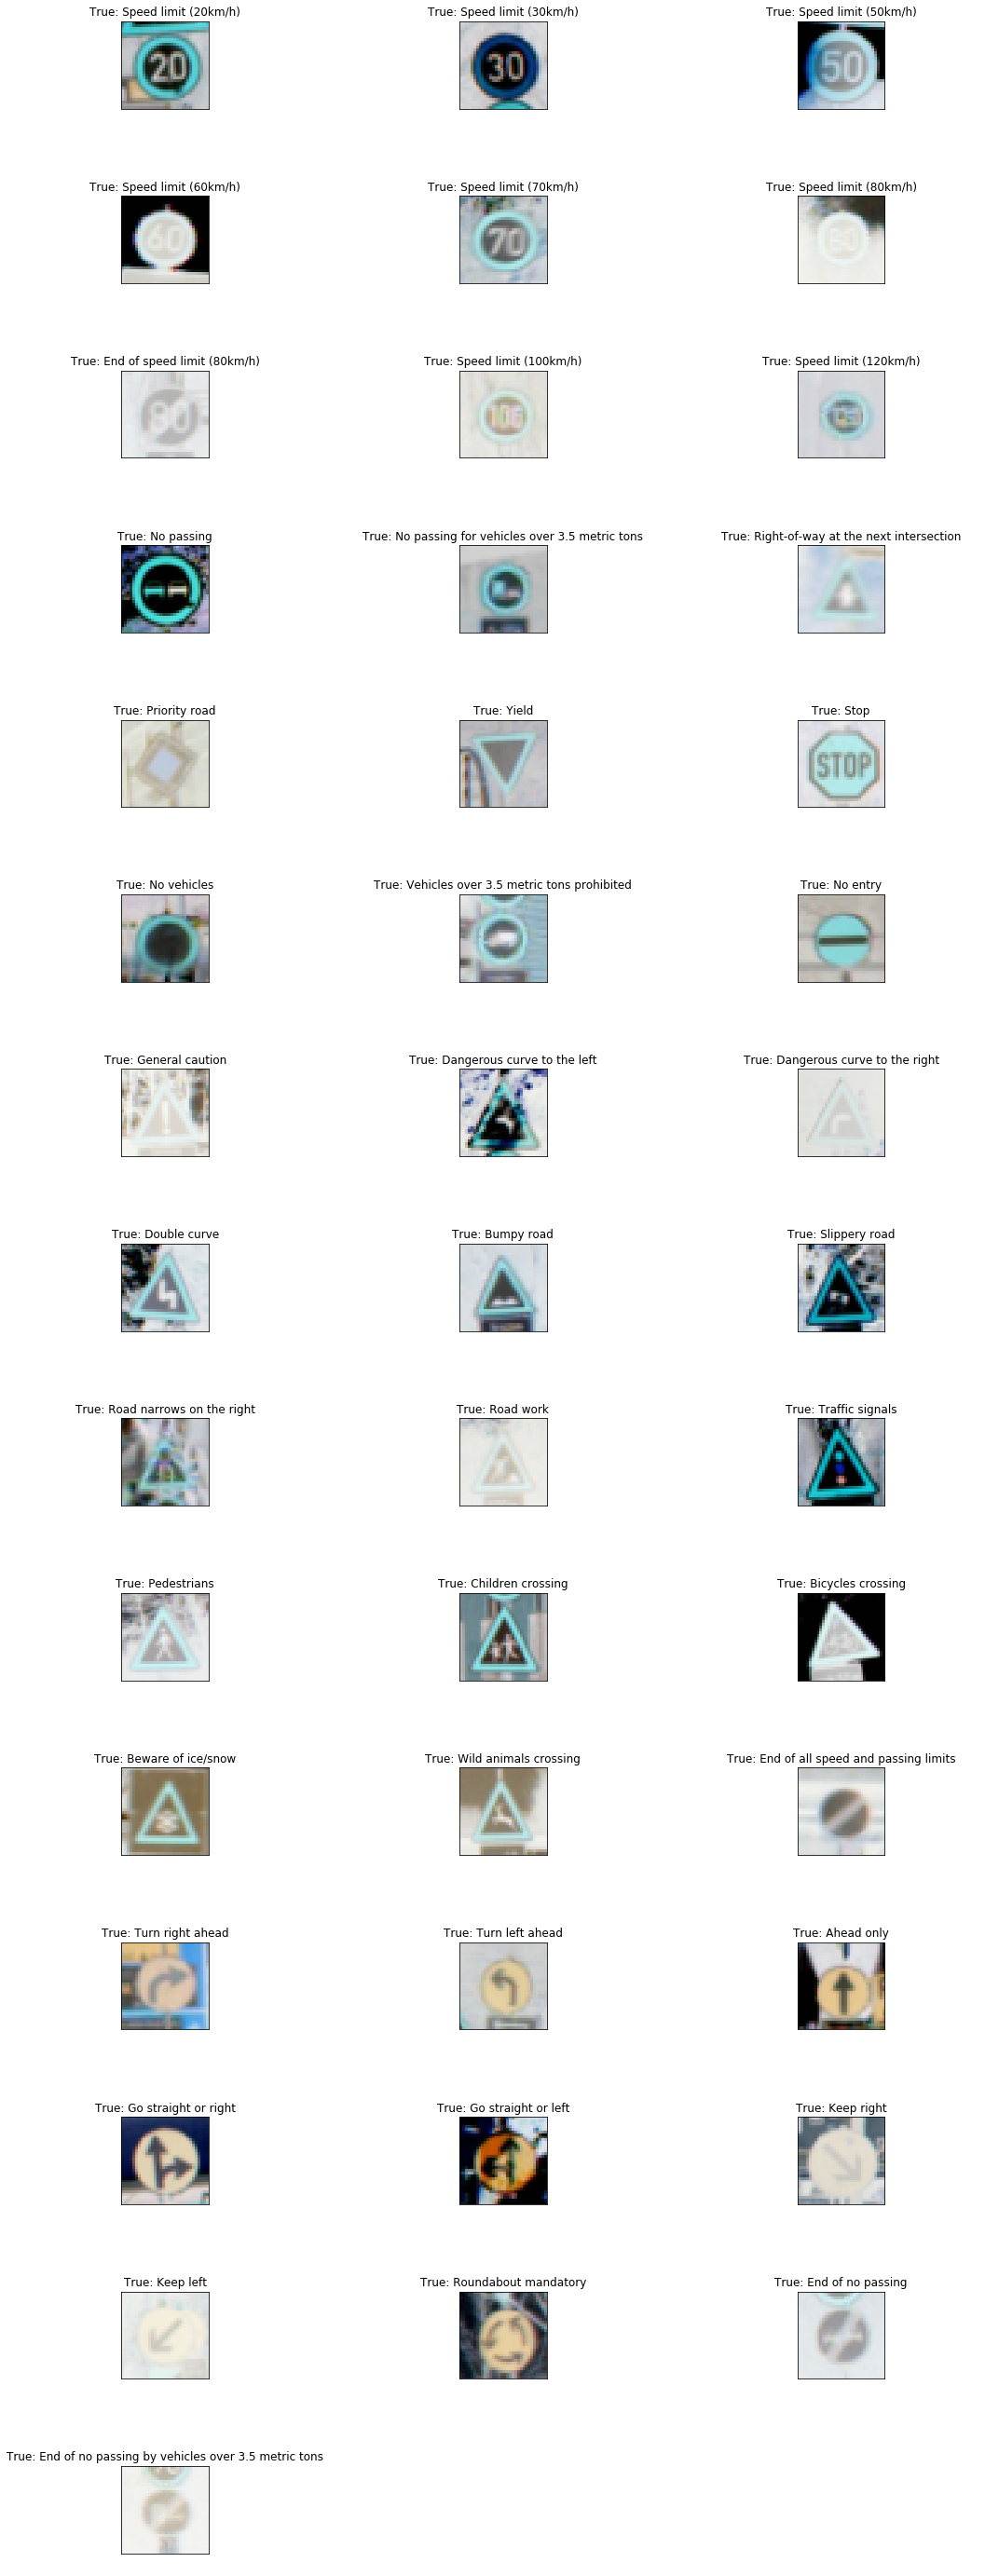 True: Speed limit (20km/h)
True: Speed limit (30km/h)
True: Speed limit (50km/h)
20
30
50
True: Speed limit (60km/h)
True: Speed limit (70km/h)
True: Speed limit (80km/h)
60
70
80
True: End of speed limit (80km/h)
True: Speed limit (100km/h)
True: Speed limit (120km/h)
80
True: No passing
True: No passing for vehicles over 3.5 metric tons
True: Right-of-way at the next intersection
True: Priority road
True: Yield
True: Stop
STOP
True: No vehicles
True: Vehicles over 3.5 metric tons prohibited
True: No entry
True: General caution
True: Dangerous curve to the left
True: Dangerous curve to the right
True: Double curve
True: Bumpy road
True: Slippery road
True: Road narrows on the right
True: Road work
True: Traffic signals
True: Pedestrians
True: Children crossing
True: Bicycles crossing
True: Beware of ice/snow
True: Wild animals crossing
True: End of all speed and passing limits
True: Turn right ahead
True: Turn left ahead
True: Ahead only
True: Go straight or right
True: Go straight or left
True: Keep right
True: Keep left
True: Roundabout mandatory
True: End of no passing
True: End of no passing by vehicles over 3.5 metric tons